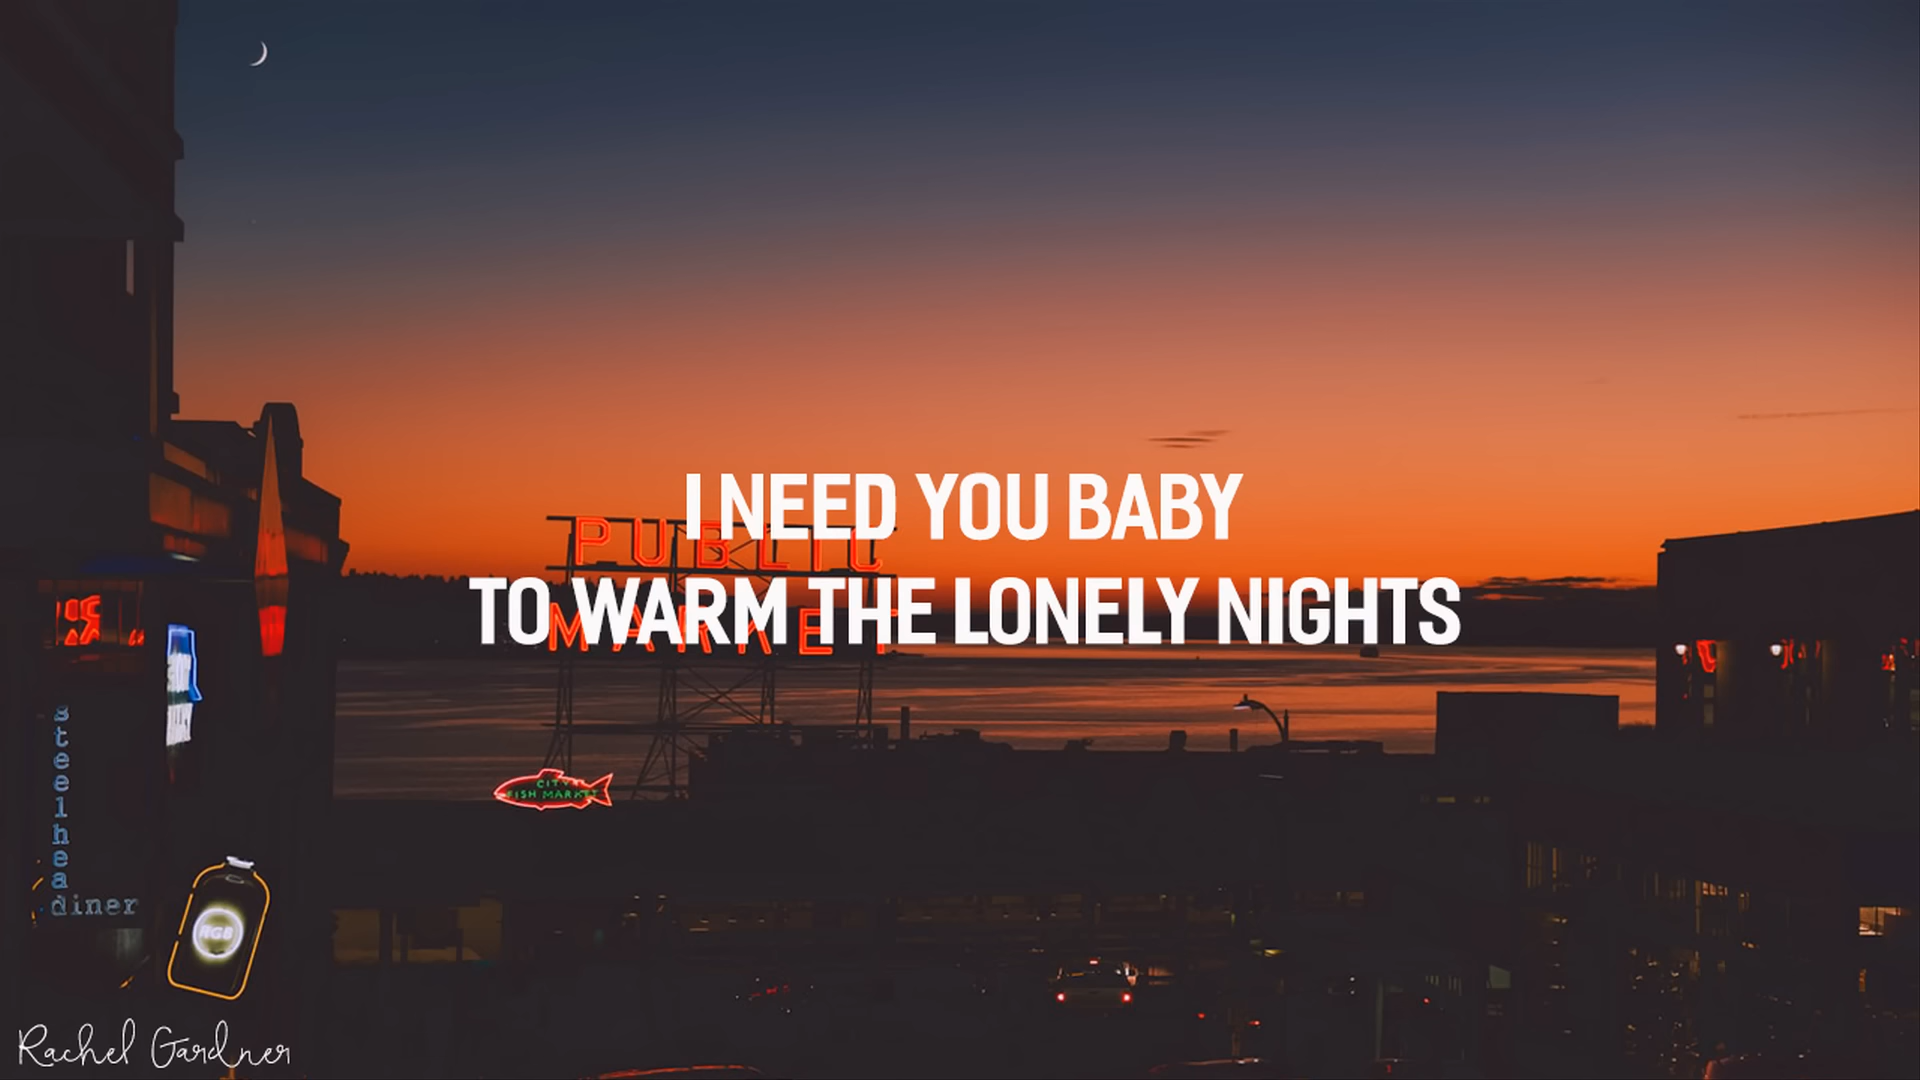 I NEED YOU BABY
TO WARM THE LONELY NIGHTS
PUBLIC
MARKET
CITY
FISH MARKET
steelhead
diner
RGB
Rachel Gardner